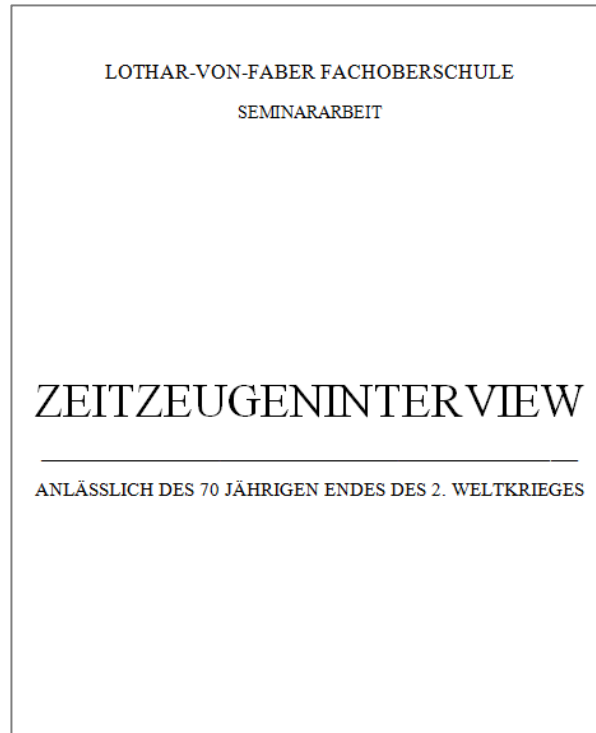 LOTHAR-VON-FABER FACHOBERSCHULE
SEMINARARBEIT
ZEITZEUGENINTERVIEW
ANLÄSSLICH DES 70 JÄHRIGEN ENDES DES 2. WELTKRIEGES